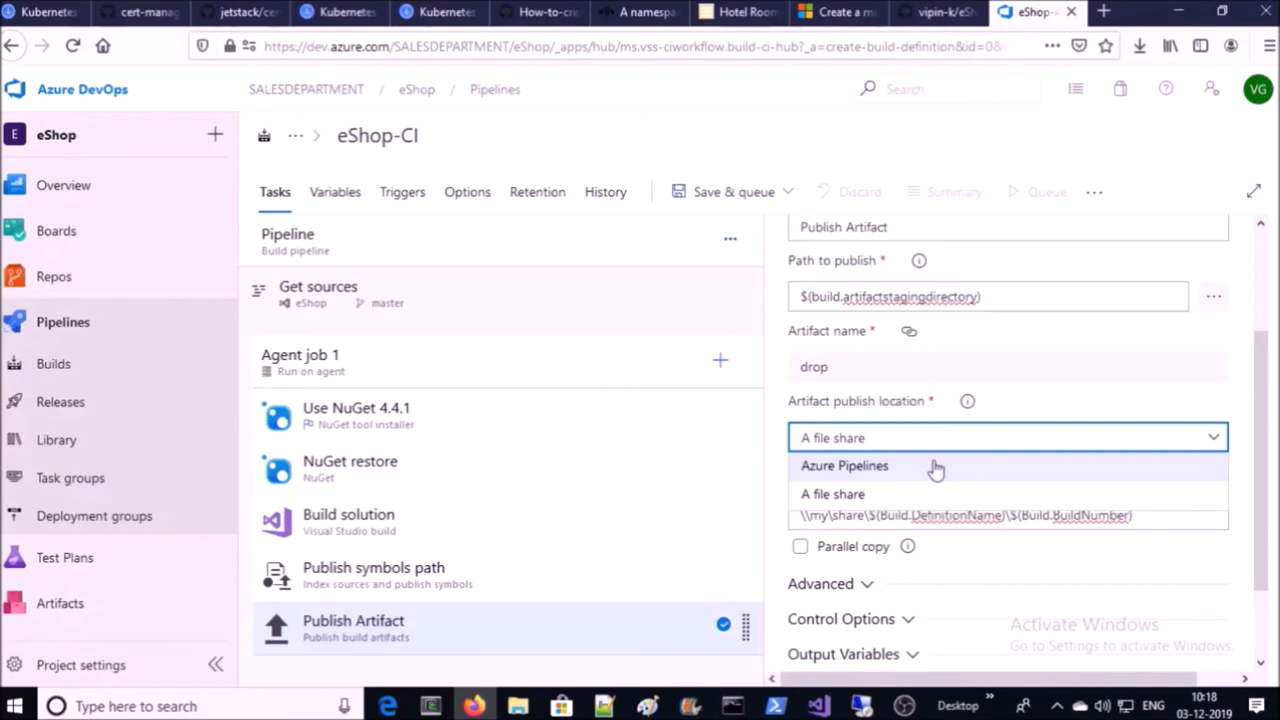 Kubernetes
cert-manag
jetstack/cer
Kubernetes
Kubernetes
How-to-cre
A namespa
Hotel Room
Create a m
vipin-k/eSh
eShop-
https://dev.azure.com/SALESDEPARTMENT/eShop/_apps/hub/ms.vss-ciworkflow.build-ci-hub?_a=create-build-definition&id=0&
Azure DevOps
SALESDEPARTMENT / eShop / Pipelines
Search
VG
E eShop
eShop-CI
Overview
Boards
Repos
Pipelines
Builds
Releases
Library
Task groups
Deployment groups
Test Plans
Artifacts
Project settings
Tasks Variables Triggers Options Retention History
Save & queue
Discard
Summary
Queue
Pipeline
Build pipeline
Get sources
eShop master
Agent job 1
Run on agent
Use NuGet 4.4.1
NuGet tool installer
NuGet restore
NuGet
Build solution
Visual Studio build
Publish symbols path
Index sources and publish symbols
Publish Artifact
Publish build artifacts
Publish Artifact
Path to publish *
$(build.artifactstagingdirectory)
Artifact name *
drop
Artifact publish location *
A file share
Azure Pipelines
A file share
\\my\share\$(Build.DefinitionName)\$(Build.BuildNumber)
Parallel copy
Advanced
Control Options
Output Variables
Activate Windows
Go to Settings to activate Windows.
Type here to search
Desktop
ENG
10:18
03-12-2019